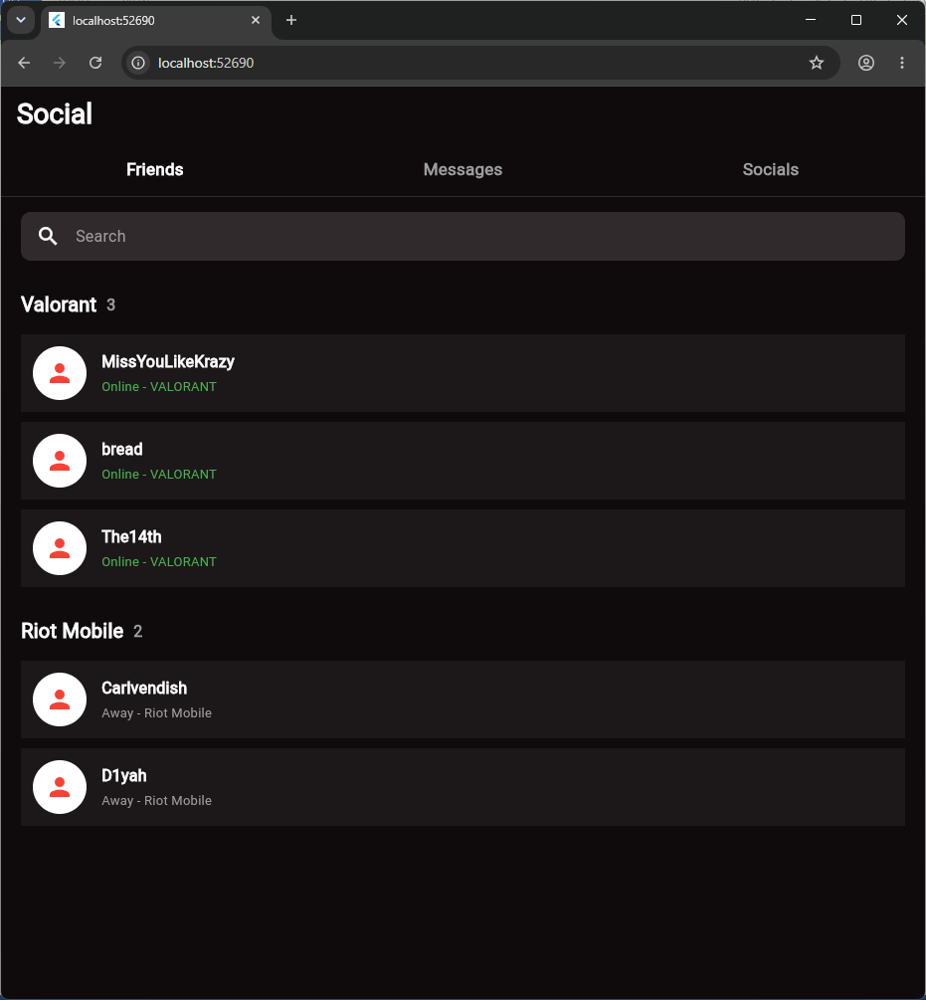 localhost:52690
localhost:52690
Social
Friends Messages Socials
Search
Valorant 3
MissYouLikeKrazy
Online - VALORANT
bread
Online - VALORANT
The14th
Online - VALORANT
Riot Mobile 2
Carlvendish
Away - Riot Mobile
D1yah
Away - Riot Mobile